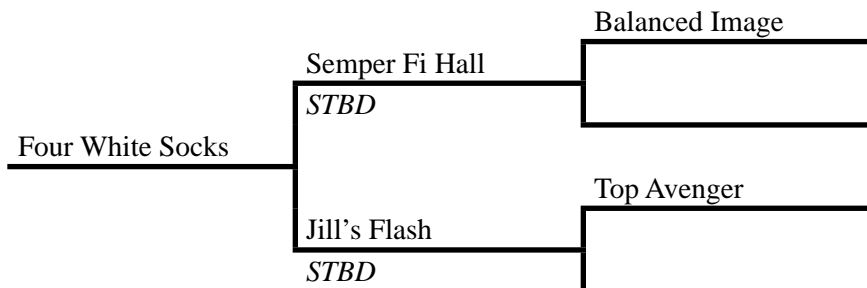 Balanced Image
Semper Fi Hall
STBD
Four White Socks
Top Avenger
Jill's Flash
STBD